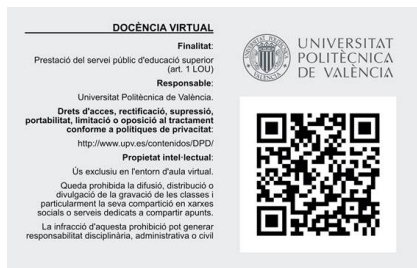 DOCÈNCIA VIRTUAL
Finalitat:
Prestació del servei públic d'educació superior
(art. 1 LOU)
Responsable:
Universitat Politècnica de València.
Drets d'acces, rectificació, supressió,
portabilitat, limitació o oposició al tractament
conforme a polítiques de privacitat:
http://www.upv.es/contenidos/DPD/
Propietat intel·lectual:
Ús exclusiu en l'entorn d'aula virtual.
Queda prohibida la difusió, distribució o
divulgació de la gravació de les classes i
particularment la seva compartició en xarxes
socials o serveis dedicats a compartir apunts.
La infracció d'aquesta prohibició pot generar
responsabilitat disciplinària, administrativa o civil
UNIVERSITAT
POLITÈCNICA
DE VALÈNCIA